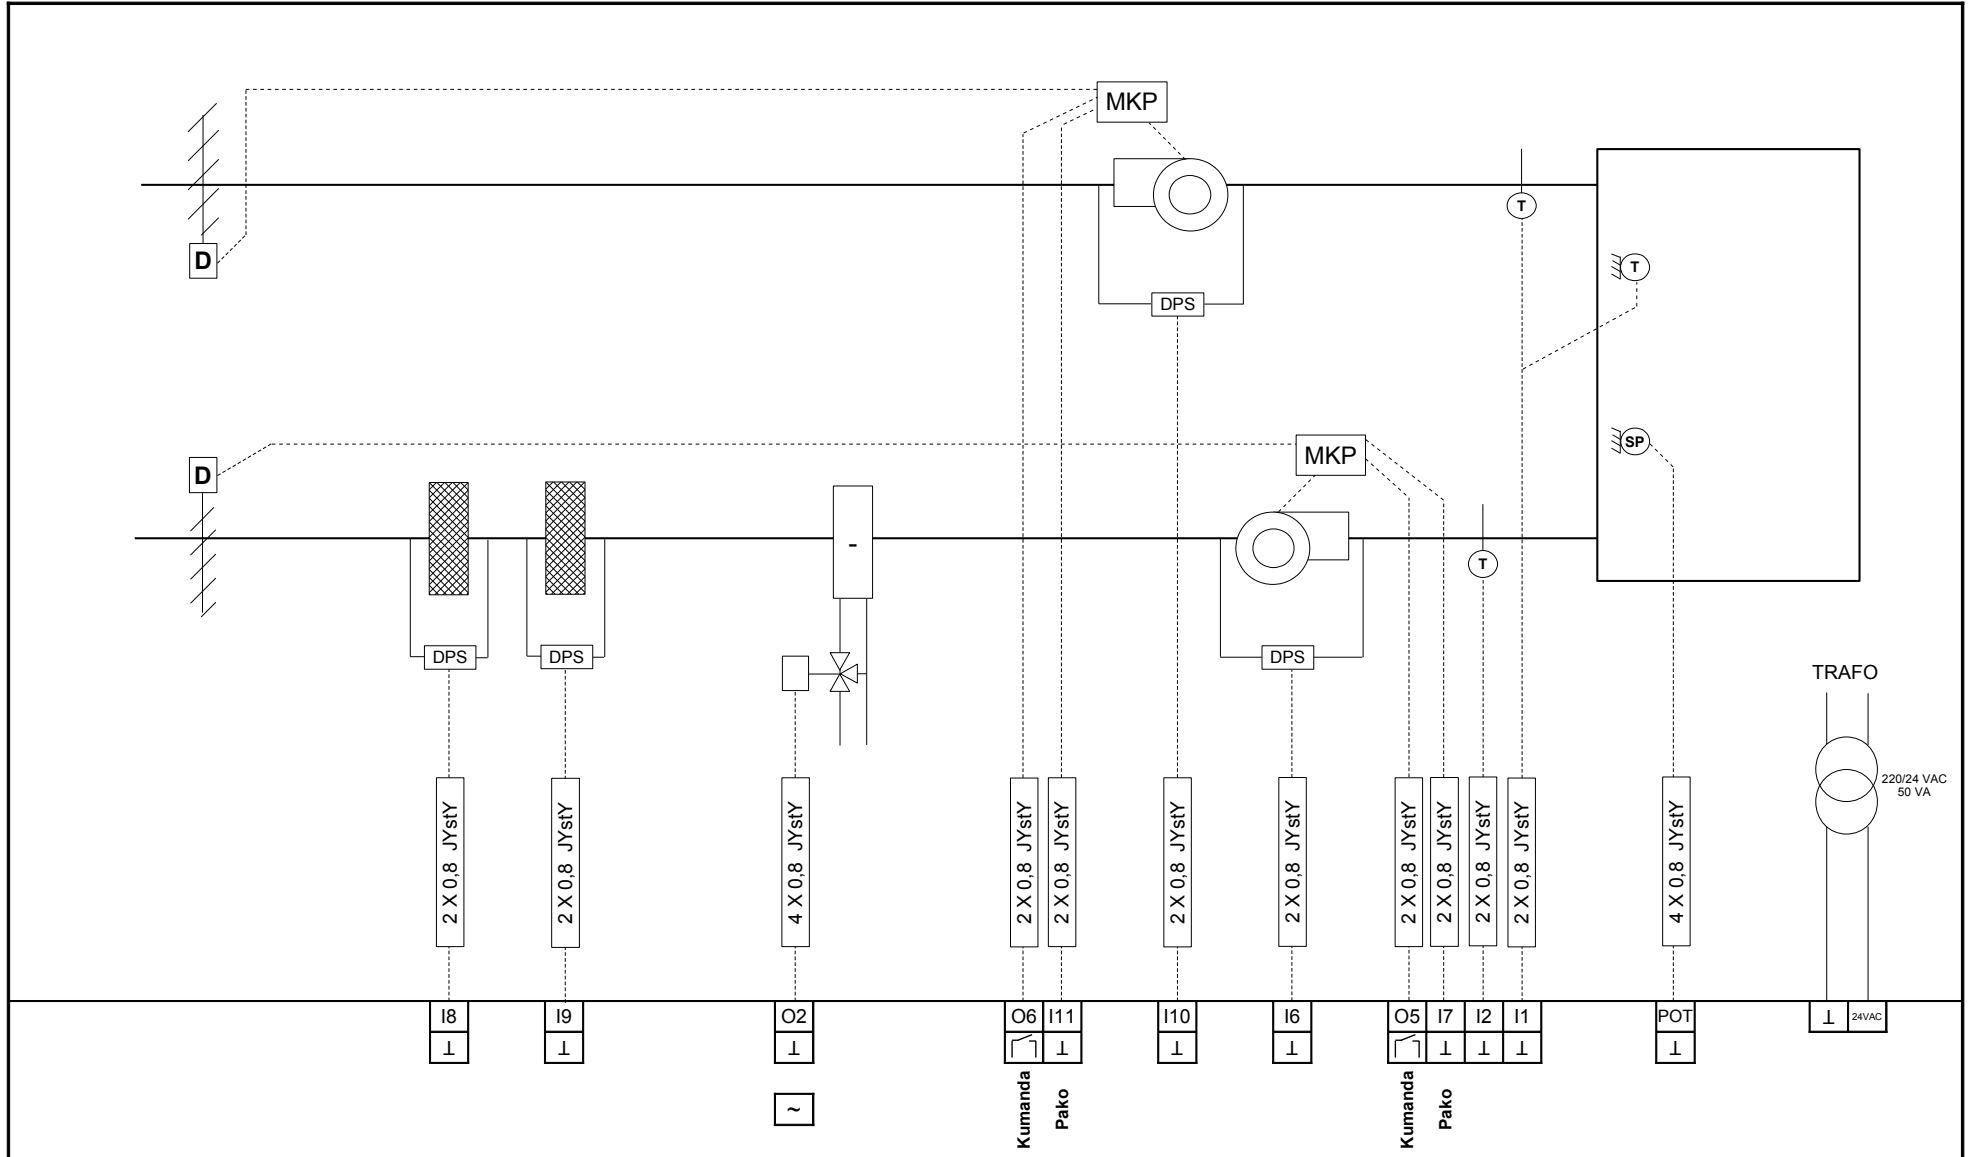 MKP
T
D
T
DPS
MKP
SP
D
-
T
DPS
DPS
DPS
TRAFO
220/24 VAC
50 VA
2 X 0,8 JYstY
2 X 0,8 JYstY
4 X 0,8 JYstY
2 X 0,8 JYstY
2 X 0,8 JYstY
2 X 0,8 JYstY
2 X 0,8 JYstY
2 X 0,8 JYstY
2 X 0,8 JYstY
2 X 0,8 JYstY
2 X 0,8 JYstY
4 X 0,8 JYstY
I8
I9
O2
O6
I11
I10
I6
O5
I7
I2
I1
POT
⊥
24VAC
⊥
⊥
⊥
⊥
⊥
⊥
⊥
⊥
⊥
⊥
~
Kumanda
Pako
Kumanda
Pako